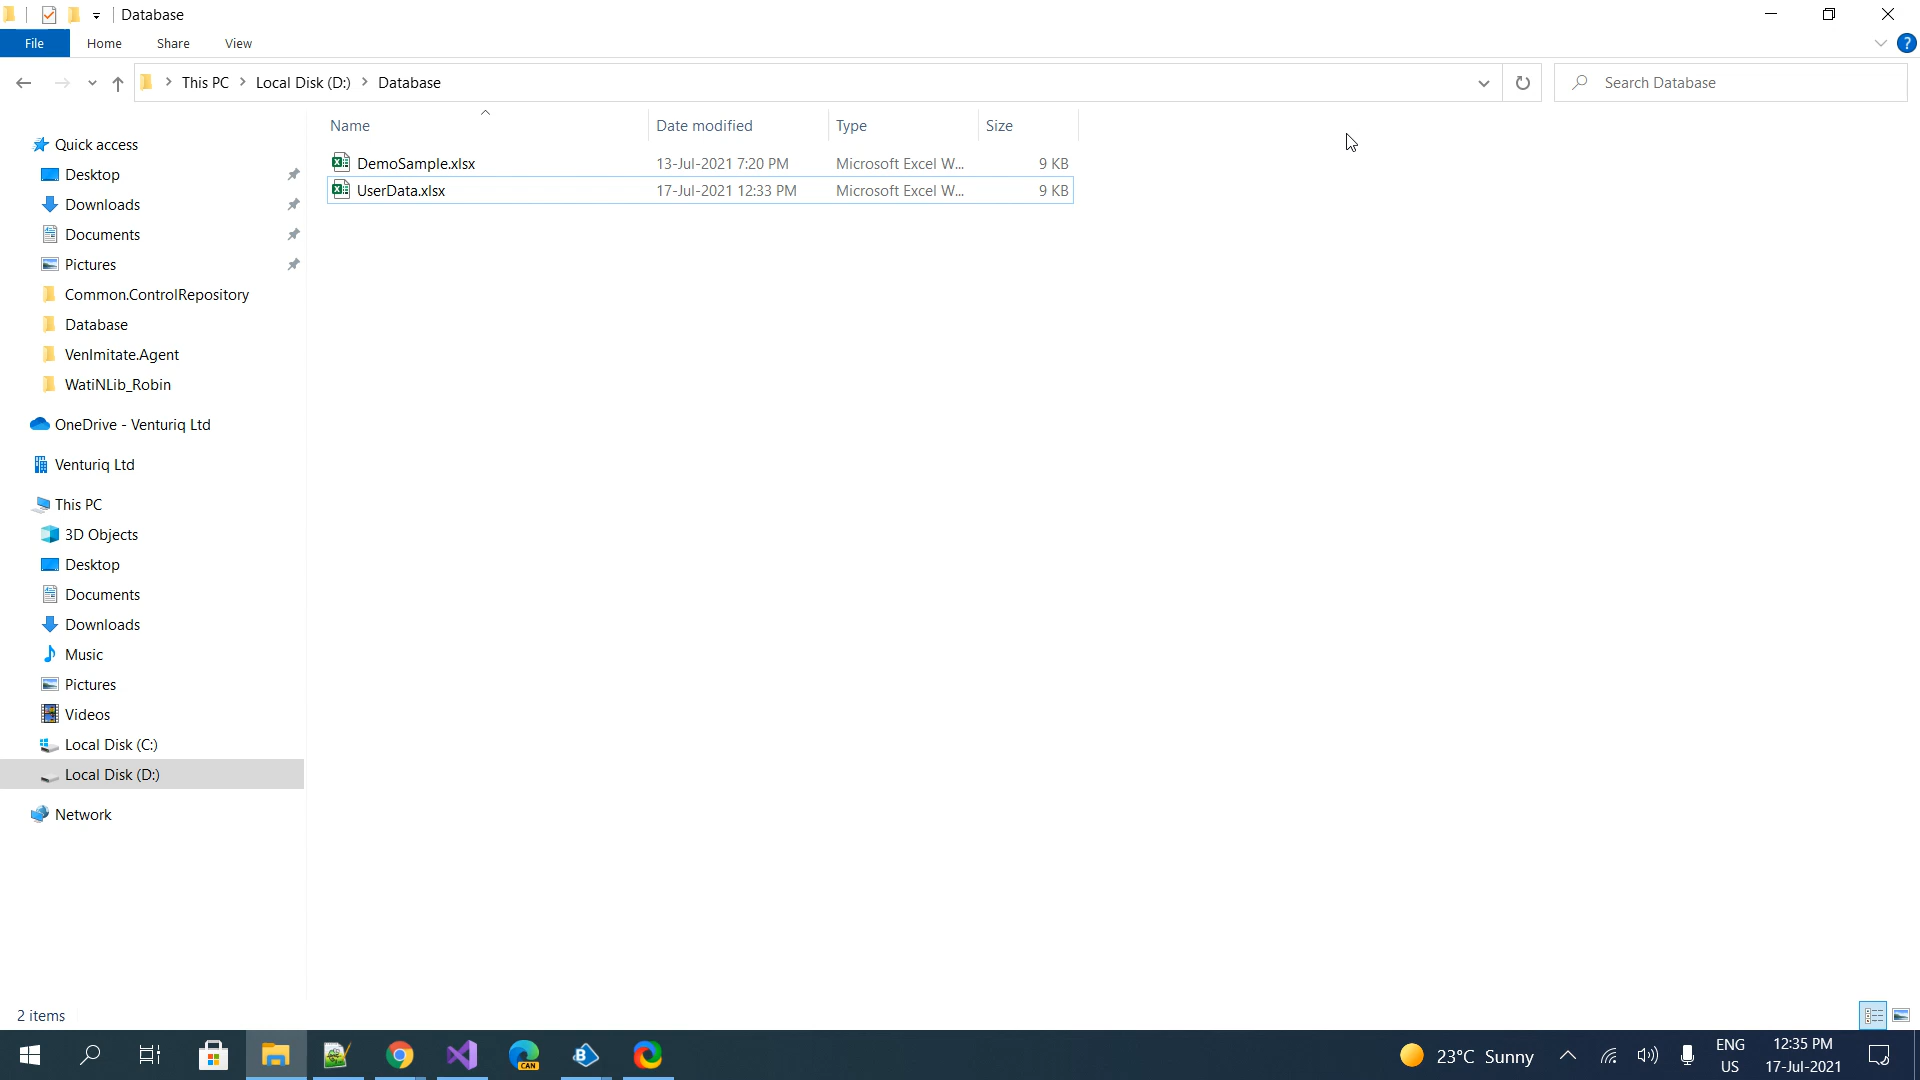 Database
File Home Share View
This PC Local Disk (D:) Database
Search Database
Name Date modified Type Size
DemoSample.xlsx 13-Jul-2021 7:20 PM Microsoft Excel W... 9 KB
UserData.xlsx 17-Jul-2021 12:33 PM Microsoft Excel W... 9 KB
Quick access
Desktop
Downloads
Documents
Pictures
Common.ControlRepository
Database
VenImitate.Agent
WatiNLib_Robin
OneDrive - Venturiq Ltd
Venturiq Ltd
This PC
3D Objects
Desktop
Documents
Downloads
Music
Pictures
Videos
Local Disk (C:)
Local Disk (D:)
Network
2 items
CAN
B
23°C Sunny
ENG
US
12:35 PM
17-Jul-2021